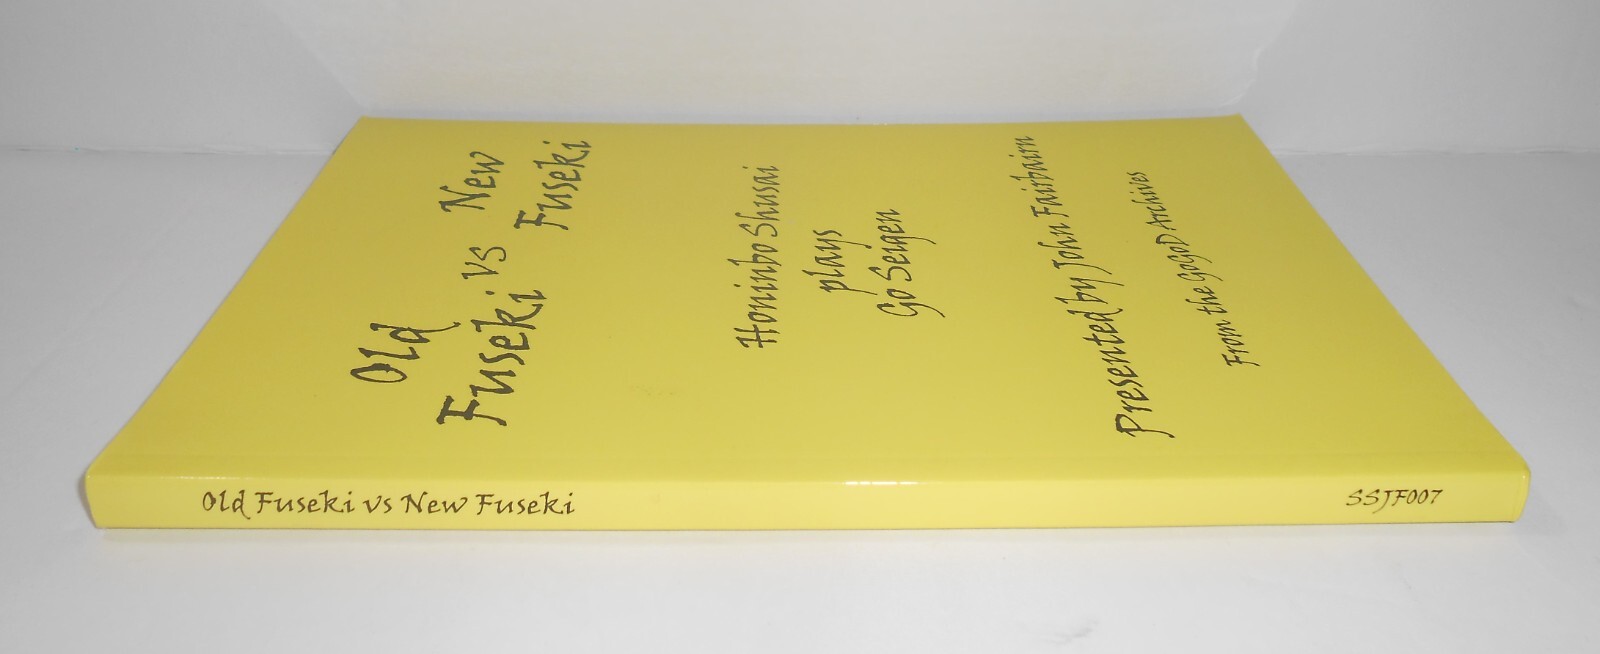 Old
Fuseki
vs
New
Fuseki
Honinbo Shusai
plays
Go Seigen
Presented by John Fairbairn
From the GoGoD Archives
Old Fuseki vs New Fuseki
SSJF007